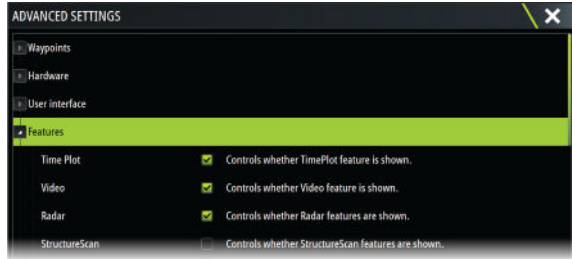 ADVANCED SETTINGS
Waypoints
Hardware
User interface
Features
Time Plot Controls whether TimePlot feature is shown.
Video Controls whether Video feature is shown.
Radar Controls whether Radar features are shown.
StructureScan Controls whether StructureScan features are shown.